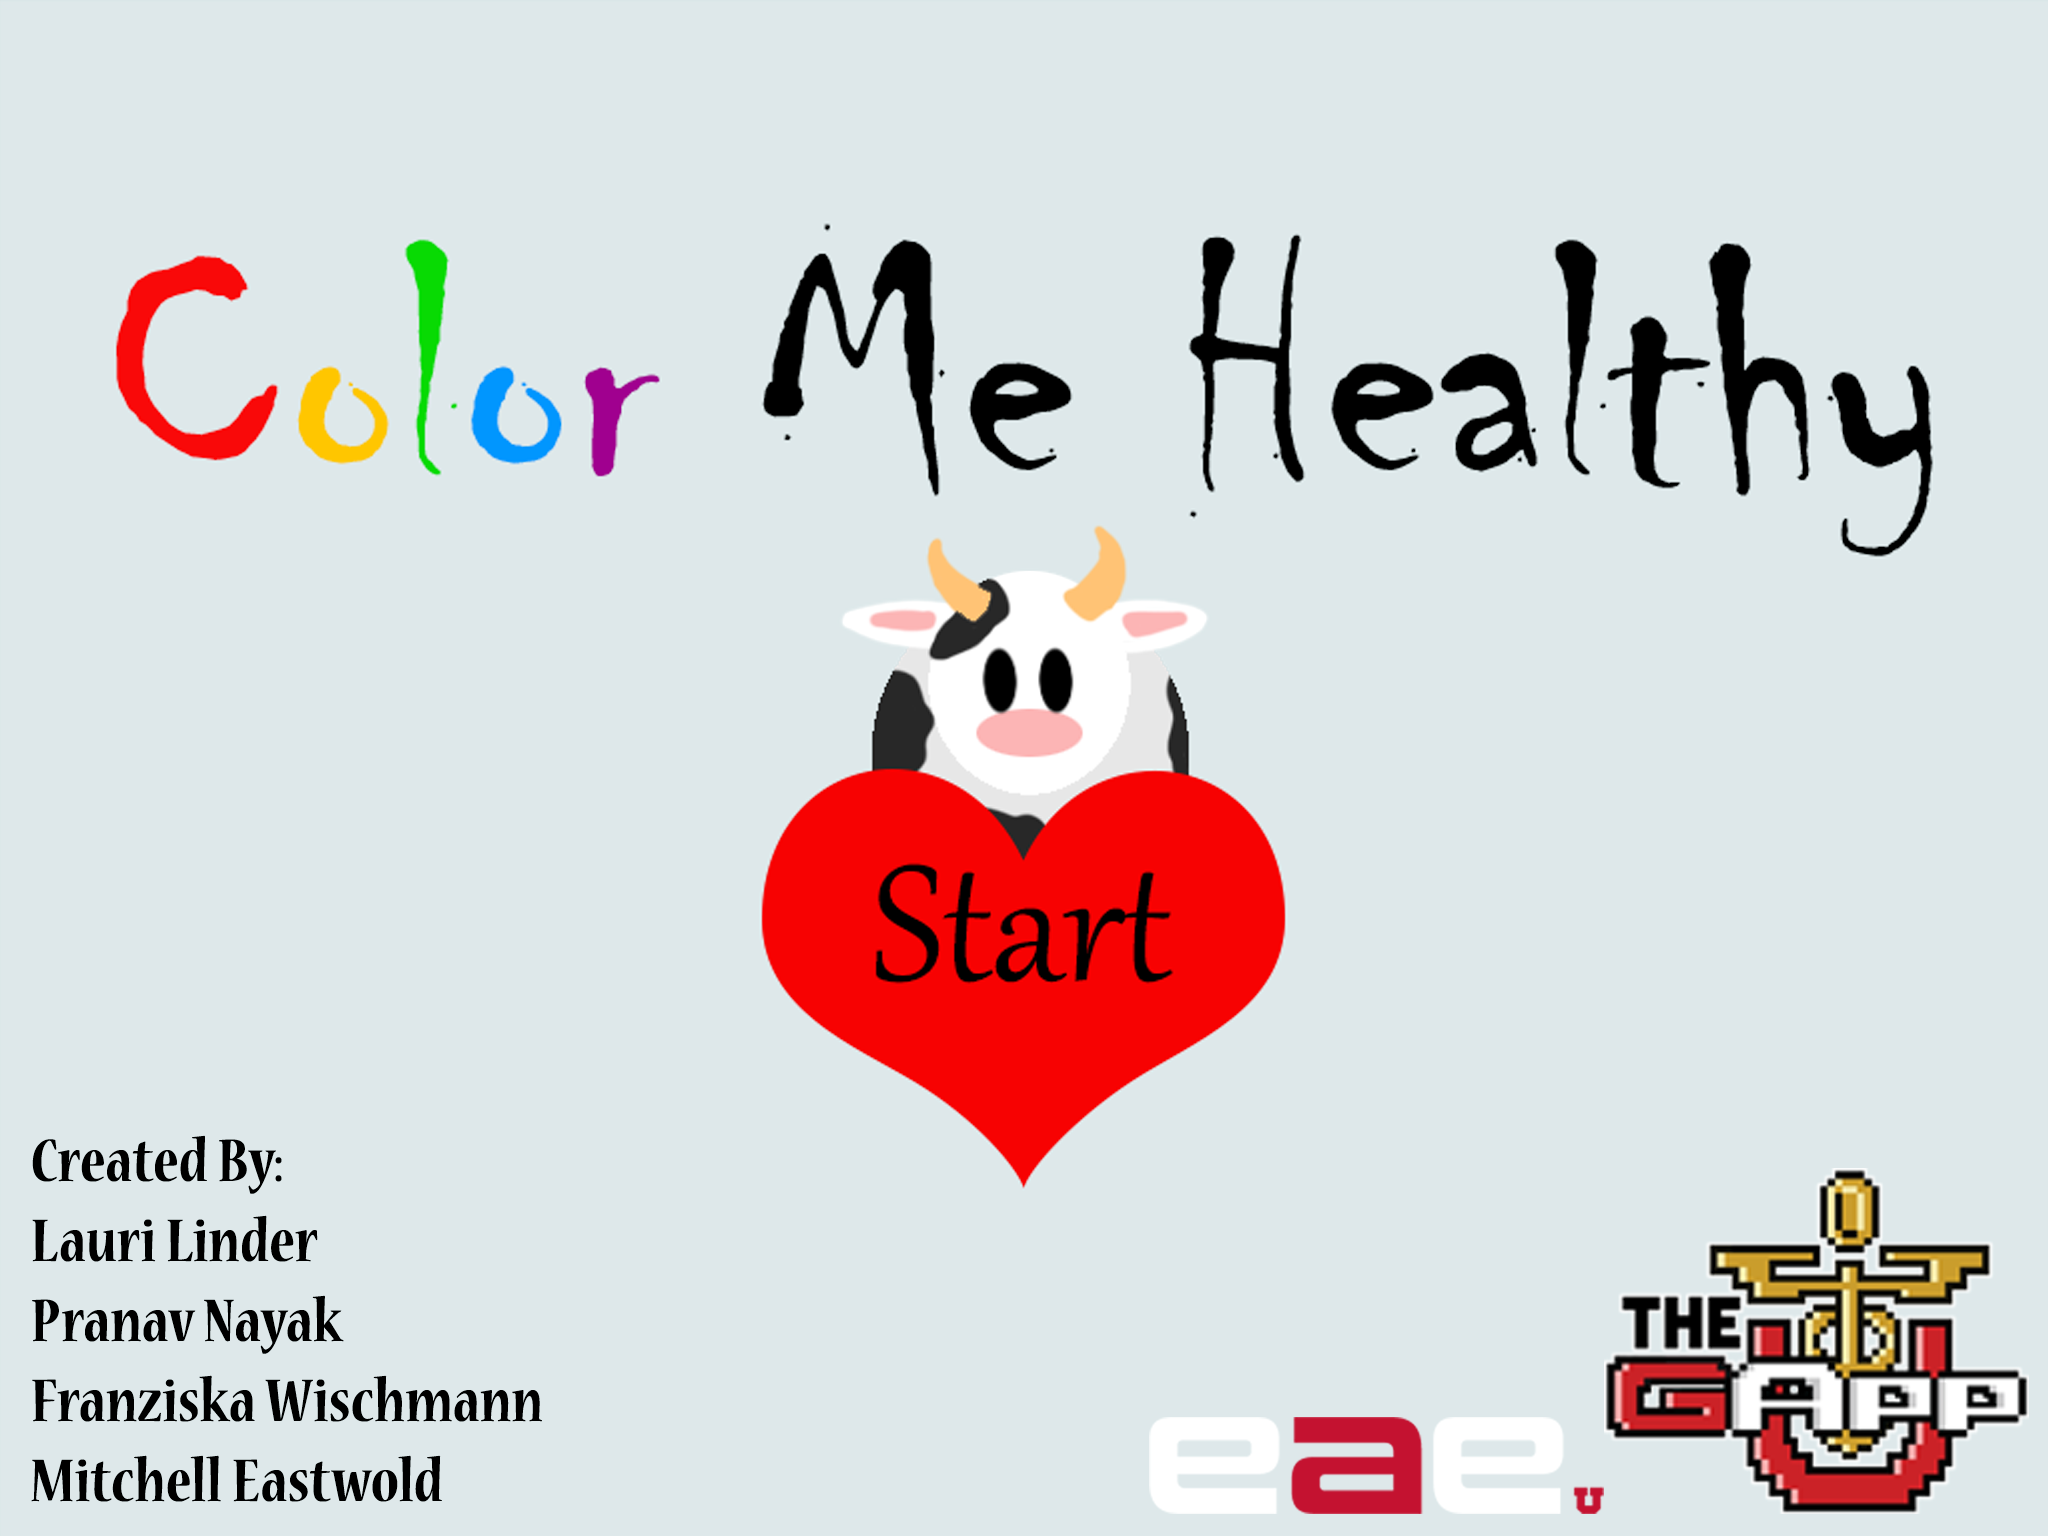 Color Me Healthy
Start
Created By:
Lauri Linder
Pranav Nayak
Franziska Wischmann
Mitchell Eastwold
eae U
THE
GApp